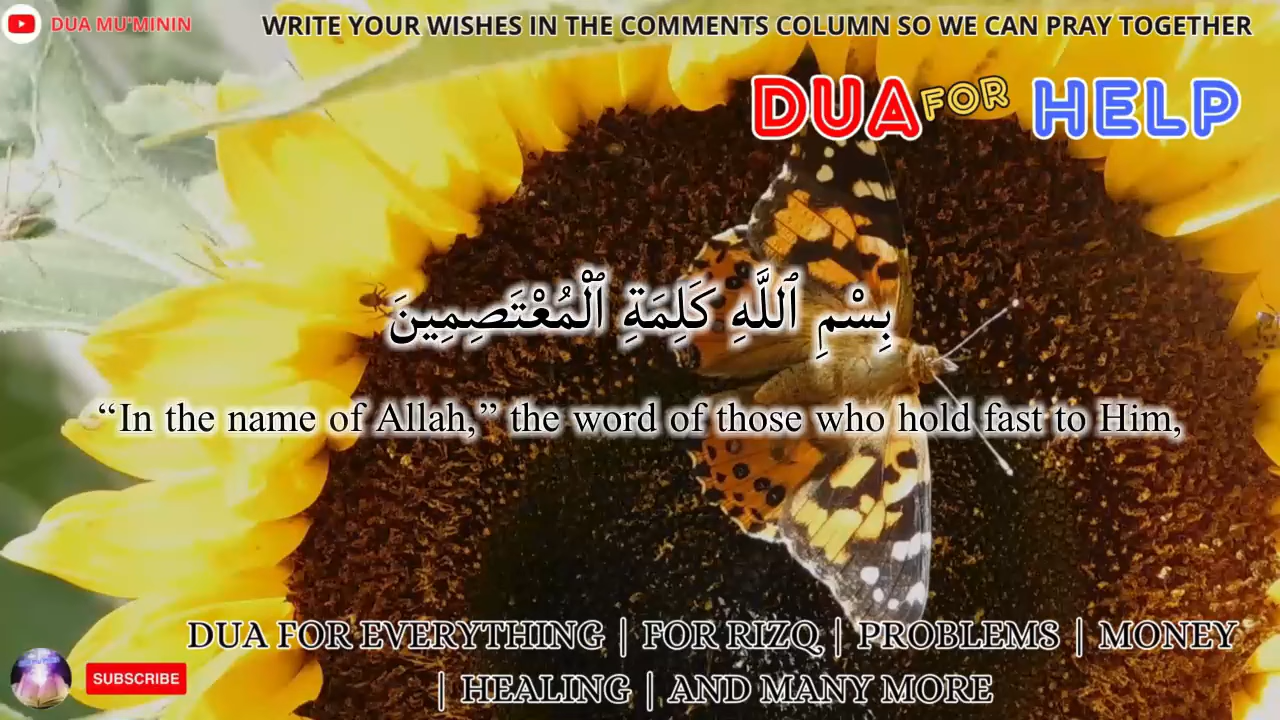 DUA MU'MININ
WRITE YOUR WISHES IN THE COMMENTS COLUMN SO WE CAN PRAY TOGETHER
DUA FOR HELP
بِسْمِ ٱللَّهِ كَلِمَةِ ٱلْمُعْتَصِمِينَ
“In the name of Allah,” the word of those who hold fast to Him,
DUA FOR EVERYTHING | FOR RIZQ | PROBLEMS | MONEY
| HEALING | AND MANY MORE
SUBSCRIBE